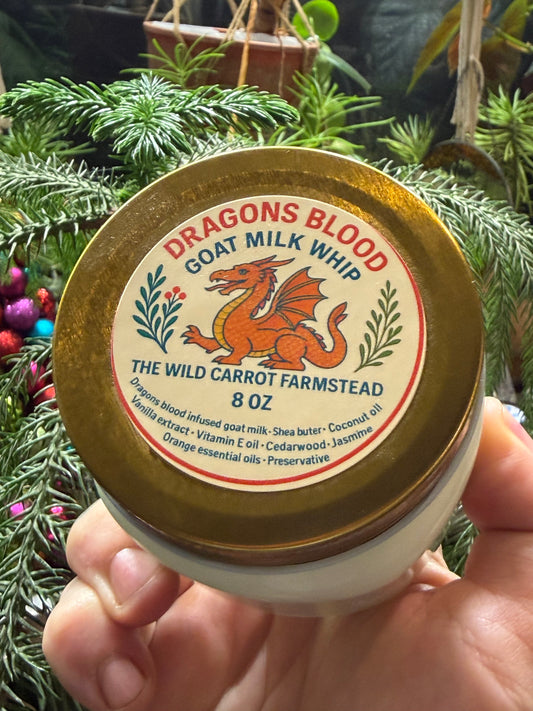 DRAGONS BLOOD
GOAT MILK WHIP
THE WILD CARROT FARMSTEAD
8 OZ
Dragons blood infused goat milk • Shea buter • Coconut oil
Vanilla extract • Vitamin E oil • Cedarwood • Jasmine
Orange essential oils • Preservative